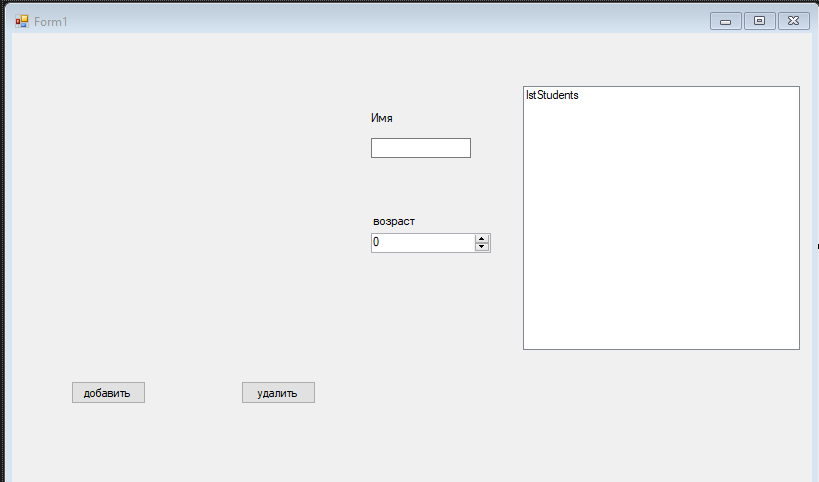 Form1
Имя
lstStudents
возраст
0
добавить
удалить